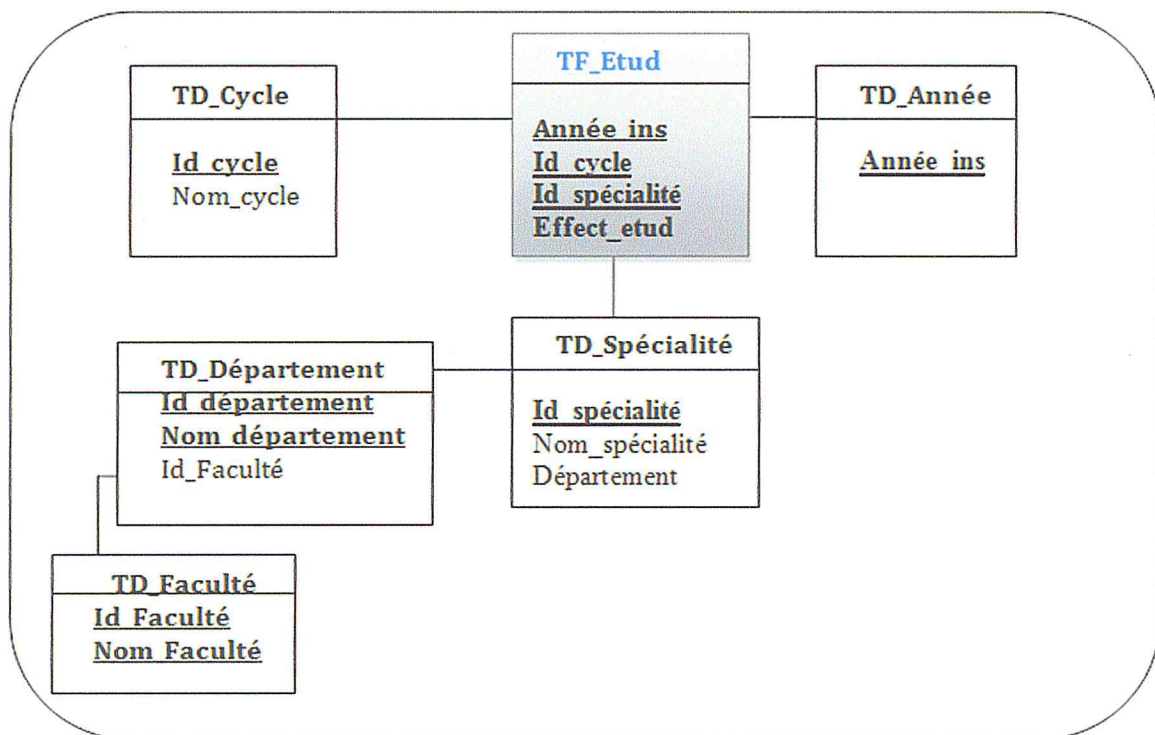 TF_Etud
Année_ins
Id_cycle
Id_spécialité
Effect_etud
TD_Cycle
Id_cycle
Nom_cycle
TD_Année
Année_ins
TD_Spécialité
Id_spécialité
Nom_spécialité
Département
TD_Département
Id_département
Nom_département
Id_Faculté
TD_Faculté
Id_Faculté
Nom_Faculté